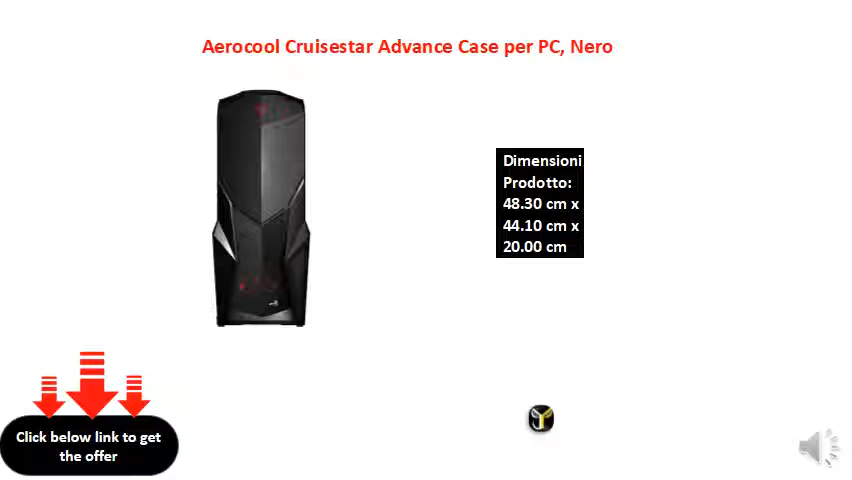 Aerocool Cruisestar Advance Case per PC, Nero
Dimensioni
Prodotto:
48.30 cm x
44.10 cm x
20.00 cm
Click below link to get
the offer